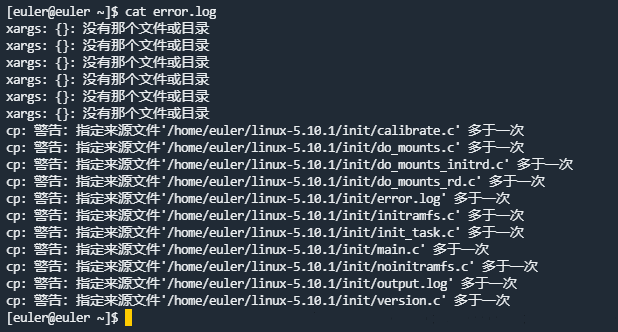 [euler@euler ~]$ cat error.log
xargs: {}: 没有那个文件或目录
xargs: {}: 没有那个文件或目录
xargs: {}: 没有那个文件或目录
xargs: {}: 没有那个文件或目录
xargs: {}: 没有那个文件或目录
xargs: {}: 没有那个文件或目录
cp: 警告: 指定来源文件'/home/euler/linux-5.10.1/init/calibrate.c' 多于一次
cp: 警告: 指定来源文件'/home/euler/linux-5.10.1/init/do_mounts.c' 多于一次
cp: 警告: 指定来源文件'/home/euler/linux-5.10.1/init/do_mounts_initrd.c' 多于一次
cp: 警告: 指定来源文件'/home/euler/linux-5.10.1/init/do_mounts_rd.c' 多于一次
cp: 警告: 指定来源文件'/home/euler/linux-5.10.1/init/error.log' 多于一次
cp: 警告: 指定来源文件'/home/euler/linux-5.10.1/init/initramfs.c' 多于一次
cp: 警告: 指定来源文件'/home/euler/linux-5.10.1/init/init_task.c' 多于一次
cp: 警告: 指定来源文件'/home/euler/linux-5.10.1/init/main.c' 多于一次
cp: 警告: 指定来源文件'/home/euler/linux-5.10.1/init/noinitramfs.c' 多于一次
cp: 警告: 指定来源文件'/home/euler/linux-5.10.1/init/output.log' 多于一次
cp: 警告: 指定来源文件'/home/euler/linux-5.10.1/init/version.c' 多于一次
[euler@euler ~]$